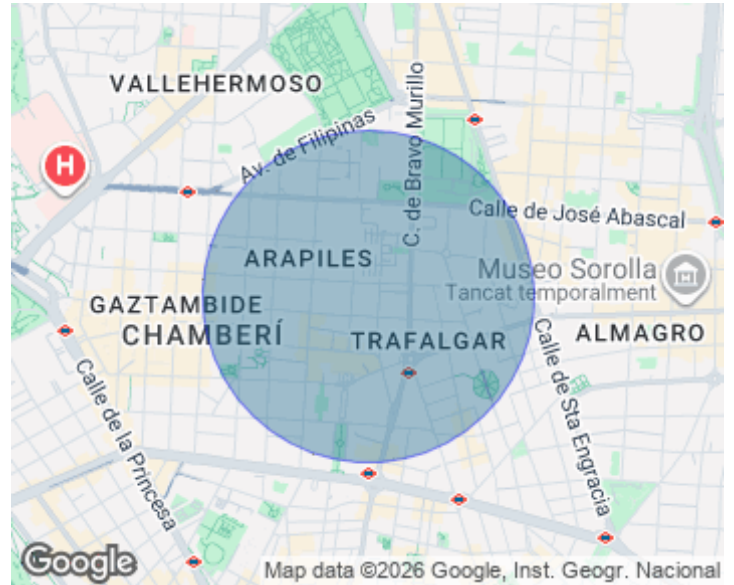 VALLEHERMOSO
Av. de Filipinas
C. de Bravo Murillo
H
Calle de José Abascal
ARAPILES
Museo Sorolla
Tancat temporalment
GAZTAMBIDE
CHAMBERÍ
TRAFALGAR
ALMAGRO
Calle de la Princesa
Calle de Sta Engracia
Google
Map data ©2026 Google, Inst. Geogr. Nacional